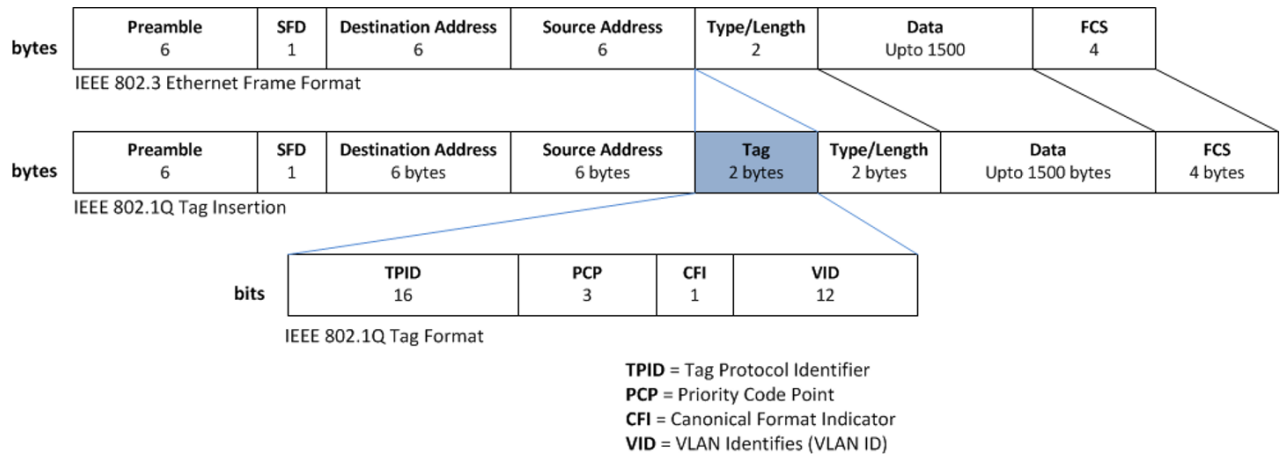 Preamble SFD Destination Address Source Address Type/Length Data FCS
bytes 6 1 6 6 2 Upto 1500 4
IEEE 802.3 Ethernet Frame Format
Preamble SFD Destination Address Source Address Tag Type/Length Data FCS
bytes 6 1 6 bytes 6 bytes 2 bytes 2 bytes Upto 1500 bytes 4 bytes
IEEE 802.1Q Tag Insertion
TPID PCP CFI VID
bits 16 3 1 12
IEEE 802.1Q Tag Format
TPID = Tag Protocol Identifier
PCP = Priority Code Point
CFI = Canonical Format Indicator
VID = VLAN Identifies (VLAN ID)